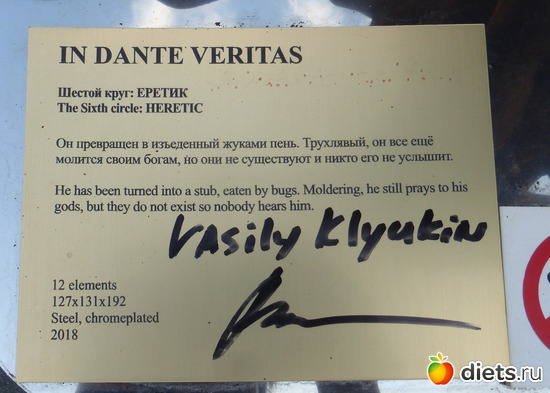 IN DANTE VERITAS
Шестой круг: ЕРЕТИК
The Sixth circle: HERETIC
Он превращен в изъеденный жуками пень. Трухлявый, он все ещё
молится своим богам, но они не существуют и никто его не услышит.
He has been turned into a stub, eaten by bugs. Moldering, he still prays to his
gods, but they do not exist so nobody hears him.
Vasily Klyukin
12 elements
127x131x192
Steel, chromeplated
2018
diets.ru